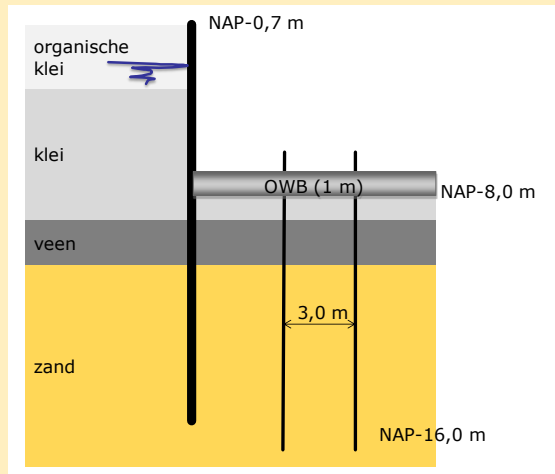 NAP-0,7 m
organische
klei
klei
OWB (1 m)
NAP-8,0 m
veen
3,0 m
zand
NAP-16,0 m